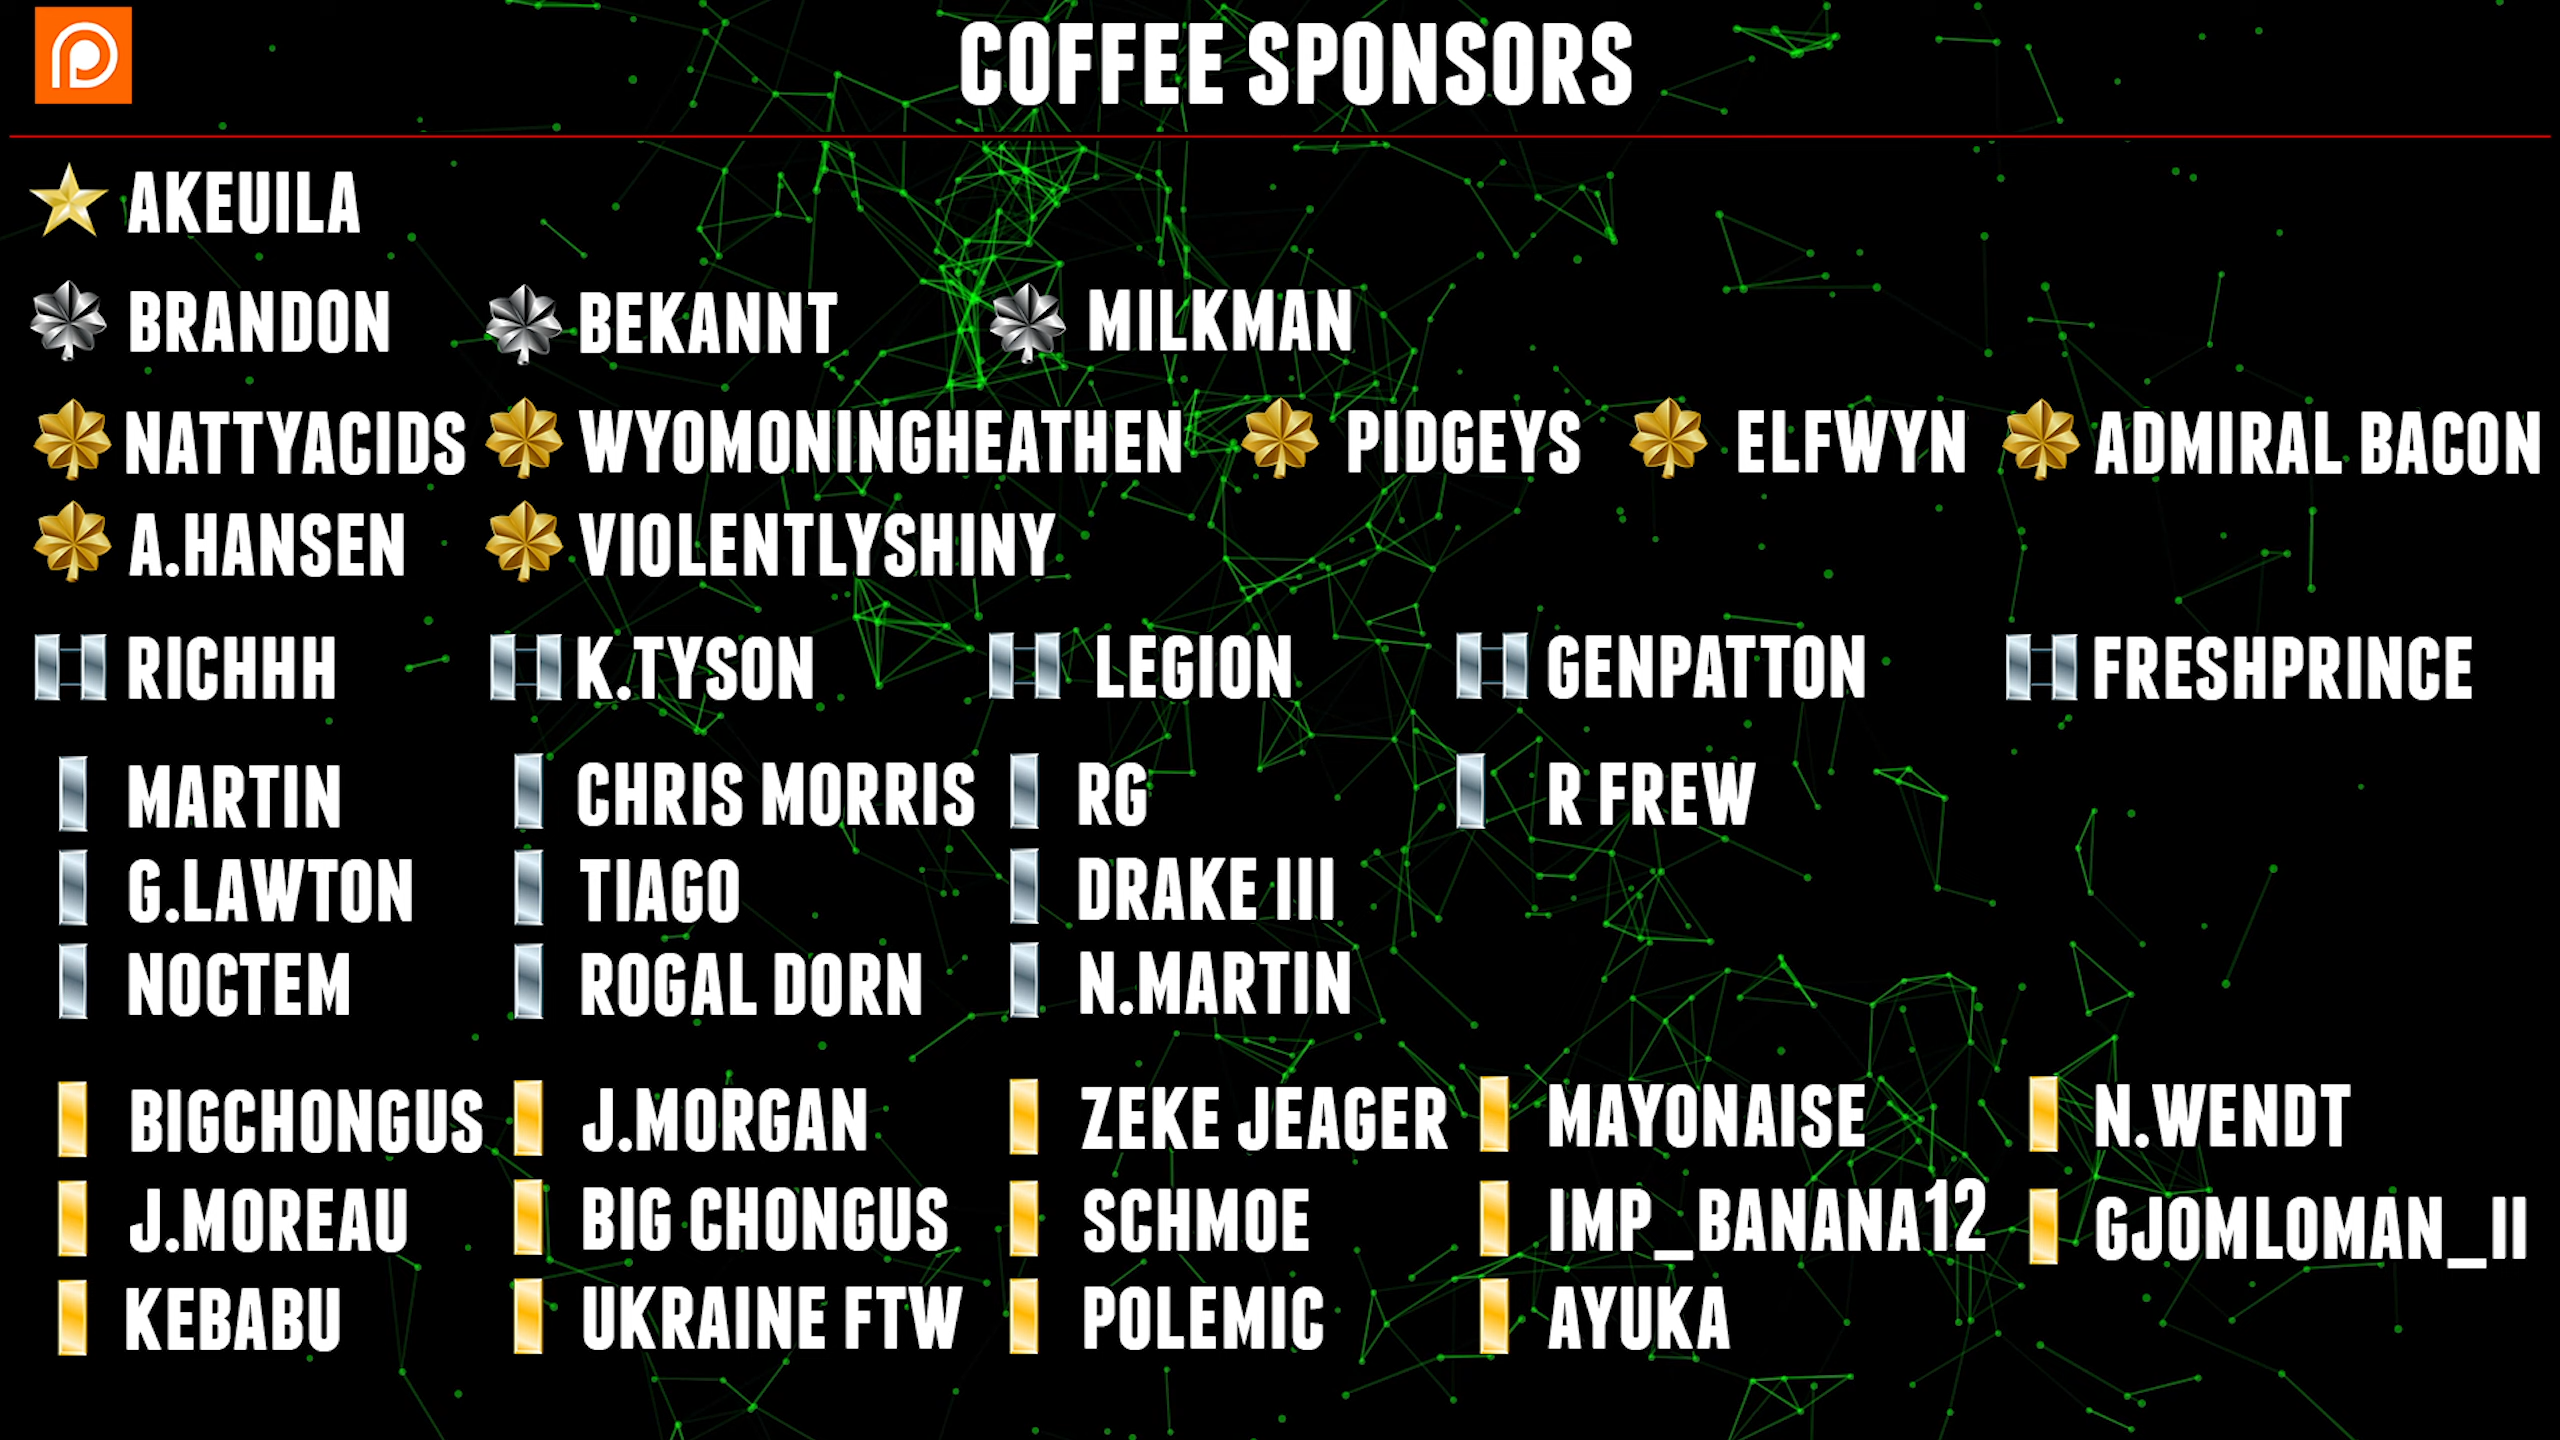 COFFEE SPONSORS
AKEUILA
BRANDON BEKANNT MILKMAN
NATTYACIDS WYOMONINGHEATHEN PIDGEYS ELFWYN ADMIRAL BACON
A.HANSEN VIOLENTLYSHINY
RICHHH K.TYSON LEGION GENPATTON FRESHPRINCE
MARTIN CHRIS MORRIS RG R FREW
G.LAWTON TIAGO DRAKE III
NOCTEM ROGAL DORN N.MARTIN
BIGCHONGUS J.MORGAN ZEKE JEAGER MAYONAISE N.WENDT
J.MOREAU BIG CHONGUS SCHMOE IMP_BANANA12 GJOMLOMAN_II
KEBABU UKRAINE FTW POLEMIC AYUKA